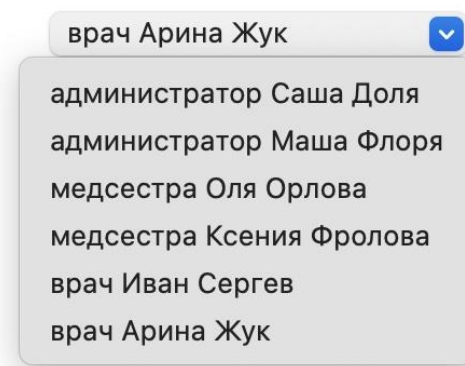 врач Арина Жук
администратор Саша Доля
администратор Маша Флоря
медсестра Оля Орлова
медсестра Ксения Фролова
врач Иван Сергев
врач Арина Жук